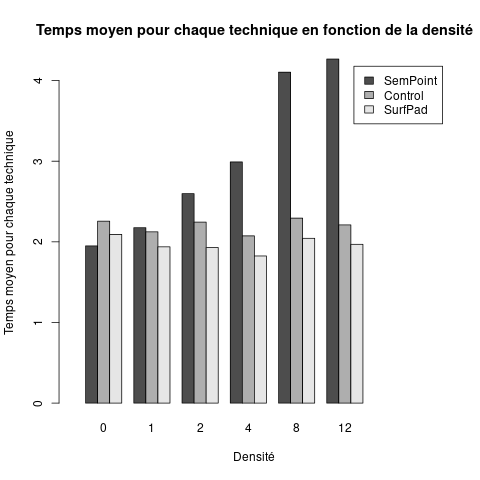 Temps moyen pour chaque technique en fonction de la densité
SemPoint
Control
SurfPad
Temps moyen pour chaque technique
4
3
2
1
0
0 1 2 4 8 12
Densité